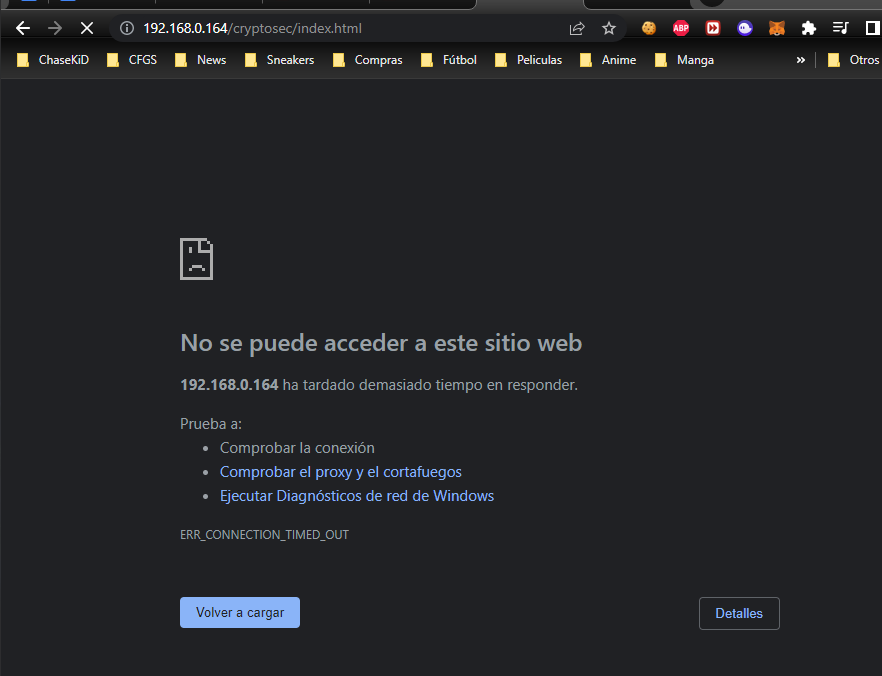 192.168.0.164/cryptosec/index.html
ABP
ChaseKiD CFGS News Sneakers Compras Fútbol Peliculas Anime Manga » Otros
No se puede acceder a este sitio web
192.168.0.164 ha tardado demasiado tiempo en responder.
Prueba a:
• Comprobar la conexión
• Comprobar el proxy y el cortafuegos
• Ejecutar Diagnósticos de red de Windows
ERR_CONNECTION_TIMED_OUT
Volver a cargar Detalles